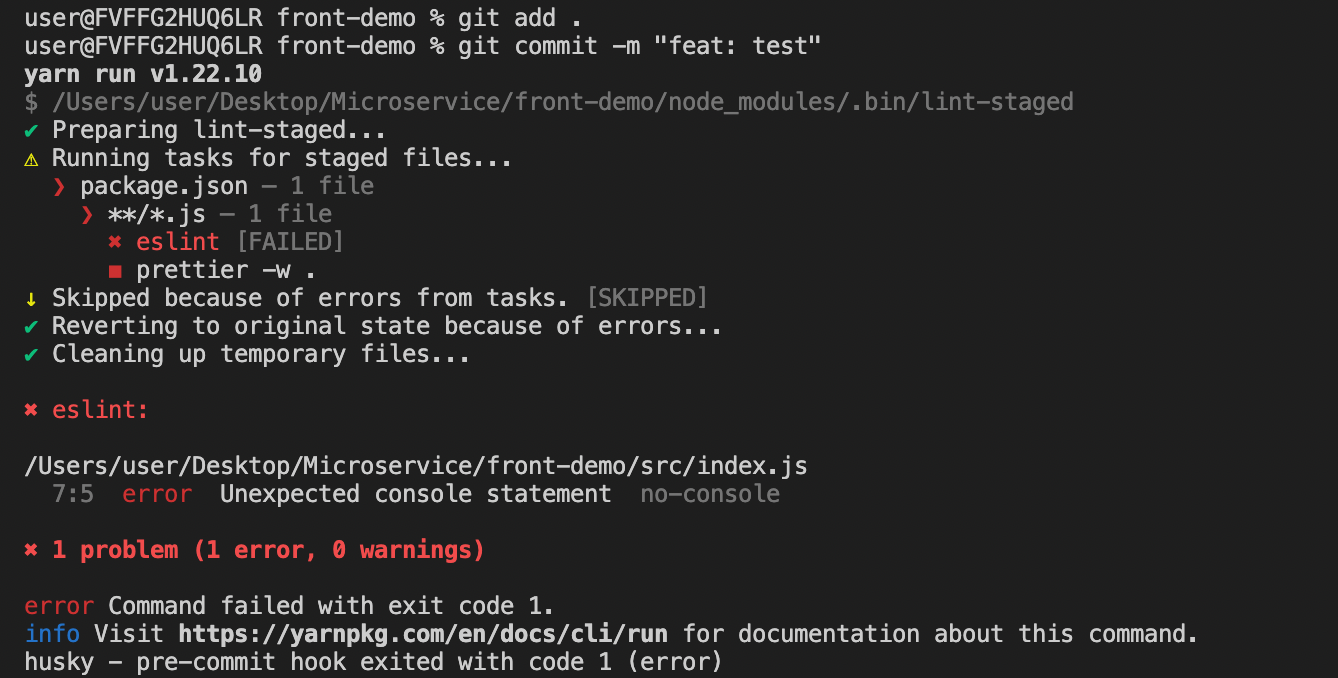 user@FVFFG2HUQ6LR front-demo % git add .
user@FVFFG2HUQ6LR front-demo % git commit -m "feat: test"
yarn run v1.22.10
$ /Users/user/Desktop/Microservice/front-demo/node_modules/.bin/lint-staged
✔ Preparing lint-staged...
⚠ Running tasks for staged files...
❯ package.json — 1 file
❯ **/*.js — 1 file
✖ eslint [FAILED]
■ prettier -w .
↓ Skipped because of errors from tasks. [SKIPPED]
✔ Reverting to original state because of errors...
✔ Cleaning up temporary files...
✖ eslint:
/Users/user/Desktop/Microservice/front-demo/src/index.js
7:5  error  Unexpected console statement  no-console
✖ 1 problem (1 error, 0 warnings)
error Command failed with exit code 1.
info Visit https://yarnpkg.com/en/docs/cli/run for documentation about this command.
husky - pre-commit hook exited with code 1 (error)